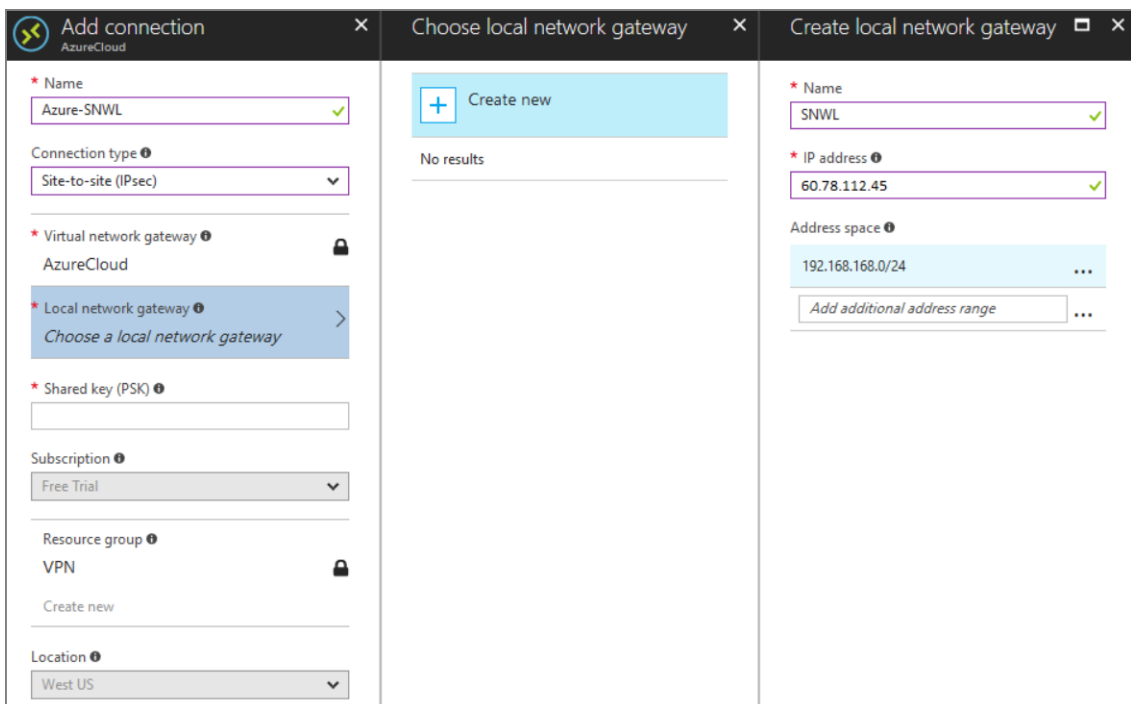 Add connection
AzureCloud
* Name
Azure-SNWL
Connection type
Site-to-site (IPsec)
* Virtual network gateway
AzureCloud
* Local network gateway
Choose a local network gateway
* Shared key (PSK)
Subscription
Free Trial
Resource group
VPN
Create new
Location
West US
Choose local network gateway
Create new
No results
Create local network gateway
* Name
SNWL
* IP address
60.78.112.45
Address space
192.168.168.0/24
...
Add additional address range
...